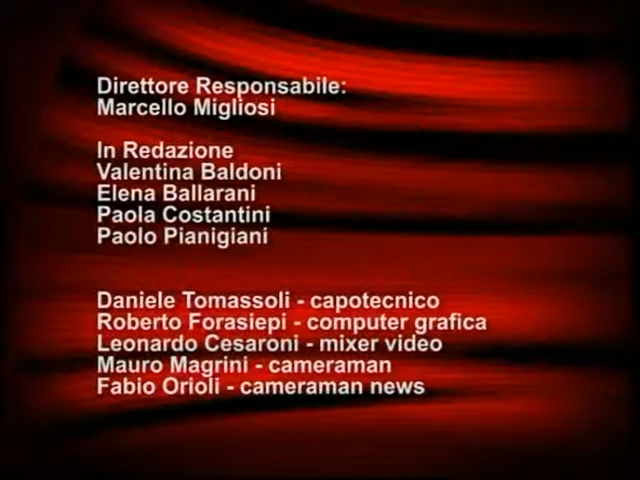 Direttore Responsabile:
Marcello Migliosi
In Redazione
Valentina Baldoni
Elena Ballarani
Paola Costantini
Paolo Pianigiani
Daniele Tomassoli - capotecnico
Roberto Forasiepi - computer grafica
Leonardo Cesaroni - mixer video
Mauro Magrini - cameraman
Fabio Orioli - cameraman news